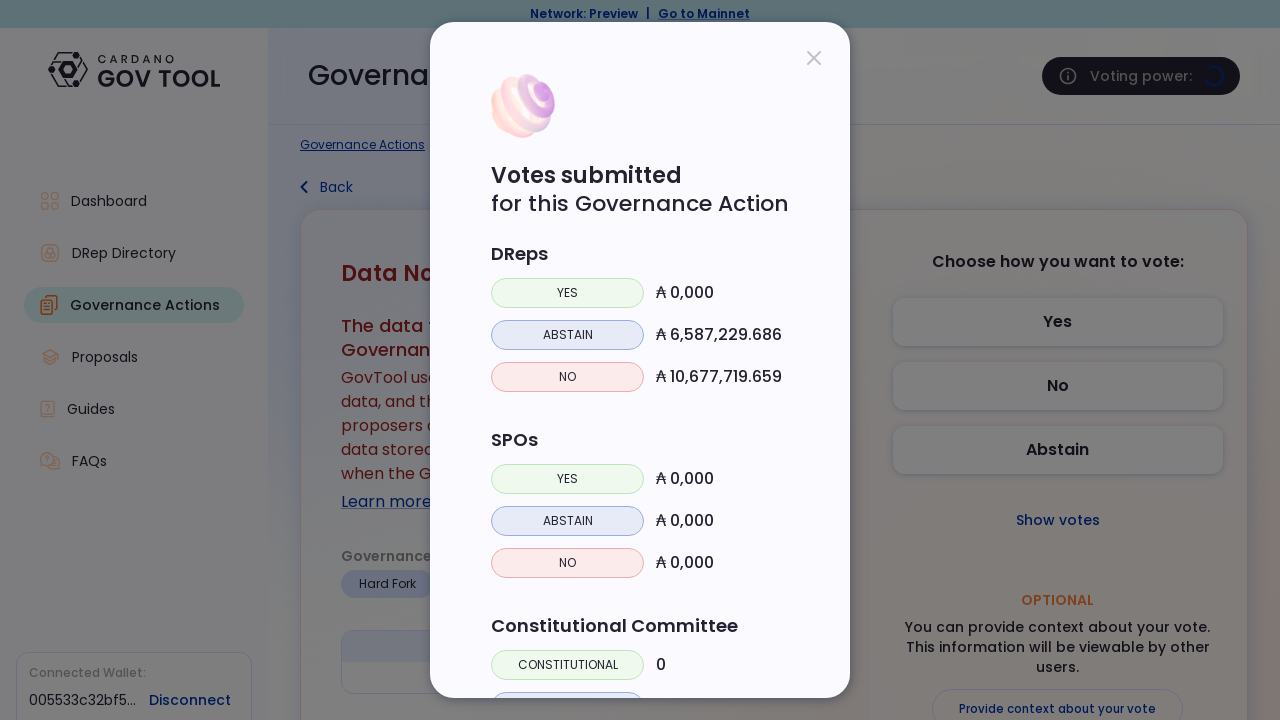 Network: Preview | Go to Mainnet
CARDANO
GOV TOOL
Governa
Voting power:
Governance Actions
Back
Dashboard
DRep Directory
Governance Actions
Proposals
Guides
FAQs
Connected Wallet:
005533c32bf5... Disconnect
Data No
The data
Governan
GovTool us
data, and th
proposers
data store
when the G
Learn more
Governance
Hard Fork
Votes submitted
for this Governance Action
DReps
YES ₳ 0,000
ABSTAIN ₳ 6,587,229.686
NO ₳ 10,677,719.659
SPOs
YES ₳ 0,000
ABSTAIN ₳ 0,000
NO ₳ 0,000
Constitutional Committee
CONSTITUTIONAL 0
Choose how you want to vote:
Yes
No
Abstain
Show votes
OPTIONAL
You can provide context about your vote.
This information will be viewable by other
users.
Provide context about your vote